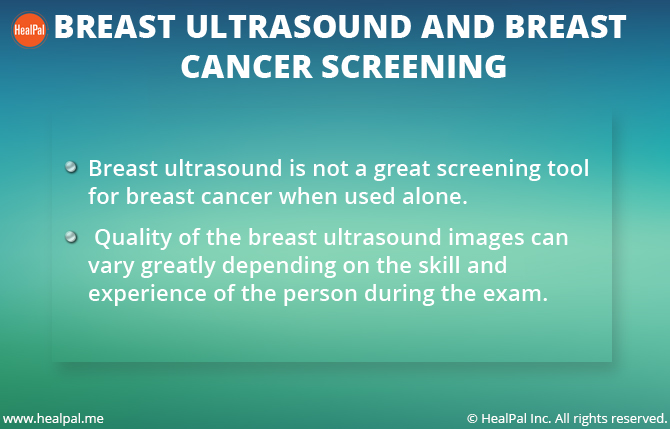 HealPal
BREAST ULTRASOUND AND BREAST
CANCER SCREENING
Breast ultrasound is not a great screening tool
for breast cancer when used alone.
Quality of the breast ultrasound images can
vary greatly depending on the skill and
experience of the person during the exam.
www.healpal.me
© HealPal Inc. All rights reserved.